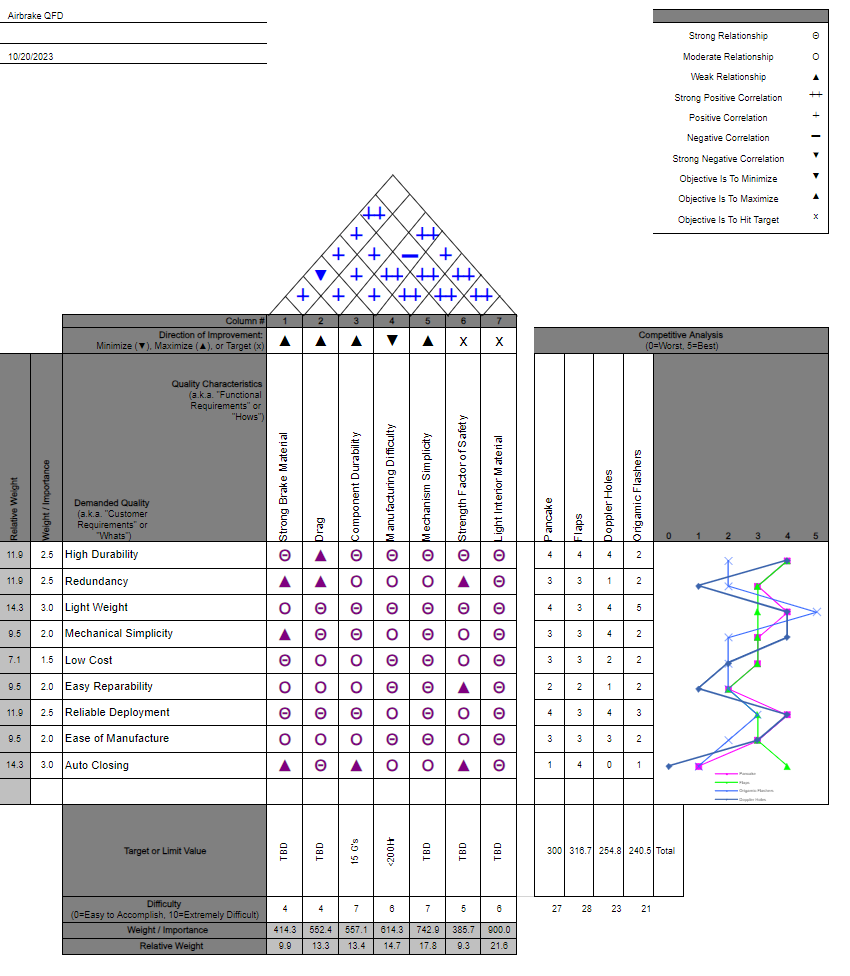 Airbrake QFD
10/20/2023
Strong Relationship Θ
Moderate Relationship Ο
Weak Relationship ▲
Strong Positive Correlation ┼┼
Positive Correlation ┼
Negative Correlation ▬
Strong Negative Correlation ▼
Objective Is To Minimize ▼
Objective Is To Maximize ▲
Objective Is To Hit Target x
Column # 1 2 3 4 5 6 7
Direction of Improvement:
Minimize (▼), Maximize (▲), or Target (x) ▲ ▲ ▲ ▼ ▲ X X
Competitive Analysis
(0=Worst, 5=Best)
Relative Weight
Weight / Importance
Quality Characteristics
(a.k.a. "Functional
Requirements" or
"Hows")
Demanded Quality
(a.k.a. "Customer
Requirements" or
"Whats")
Strong Brake Material
Drag
Component Durability
Manufacturing Difficulty
Mechanism Simplicity
Strength Factor of Safety
Light Interior Material
Pancake
Flaps
Doppler Holes
Origamic Flashers
0 1 2 3 4 5
11.9 2.5 High Durability Θ ▲ Θ Θ Θ Θ Θ 4 4 4 2
11.9 2.5 Redundancy ▲ ▲ Ο Ο Ο ▲ Θ 3 3 1 2
14.3 3.0 Light Weight Ο Θ Θ Θ Θ Θ Θ 4 3 4 5
9.5 2.0 Mechanical Simplicity ▲ Θ Θ Ο Θ Ο Θ 3 3 4 2
7.1 1.5 Low Cost Θ Ο Ο Θ Θ Ο Θ 3 3 2 2
9.5 2.0 Easy Reparability Ο Ο Ο Θ Θ ▲ Θ 2 2 1 2
11.9 2.5 Reliable Deployment Θ Θ Θ Ο Θ Ο Θ 4 3 4 3
9.5 2.0 Ease of Manufacture Ο Ο Ο Θ Θ Ο Θ 3 3 3 2
14.3 3.0 Auto Closing ▲ Θ ▲ Ο Ο ▲ Θ 1 4 0 1
Pancake
Flaps
Origamic Flashers
Doppler Holes
Target or Limit Value TBD TBD 15 G's <200Hr TBD TBD TBD 300 316.7 254.8 240.5 Total
Difficulty
(0=Easy to Accomplish, 10=Extremely Difficult) 4 4 7 6 7 5 6 27 28 23 21
Weight / Importance 414.3 552.4 557.1 614.3 742.9 385.7 900.0
Relative Weight 9.9 13.3 13.4 14.7 17.8 9.3 21.6